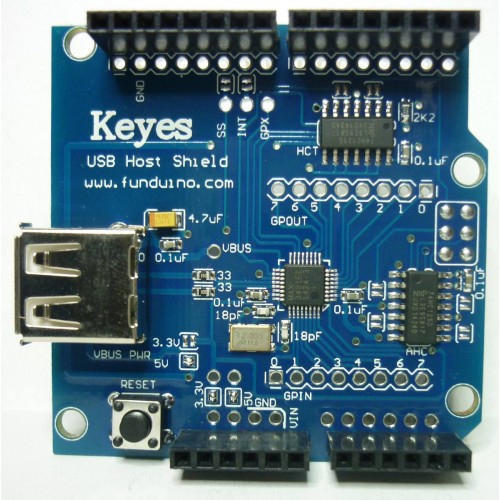 GND
SS
INT
GPX
Keyes
USB Host Shield
www.funduino.com
HCT
2K2
0.1uF
7 6 5 4 3 2 1 0
GPOUT
4.7uF
0.1uF
VBUS
33
33
0.1uF
18pF
0.1uF
18pF
AHC
0.1uF
3.3V
VBUS PWR
5V
RESET
3.3V
5V
GND
VIN
0 1 2 3 4 5 6 7
GPIN